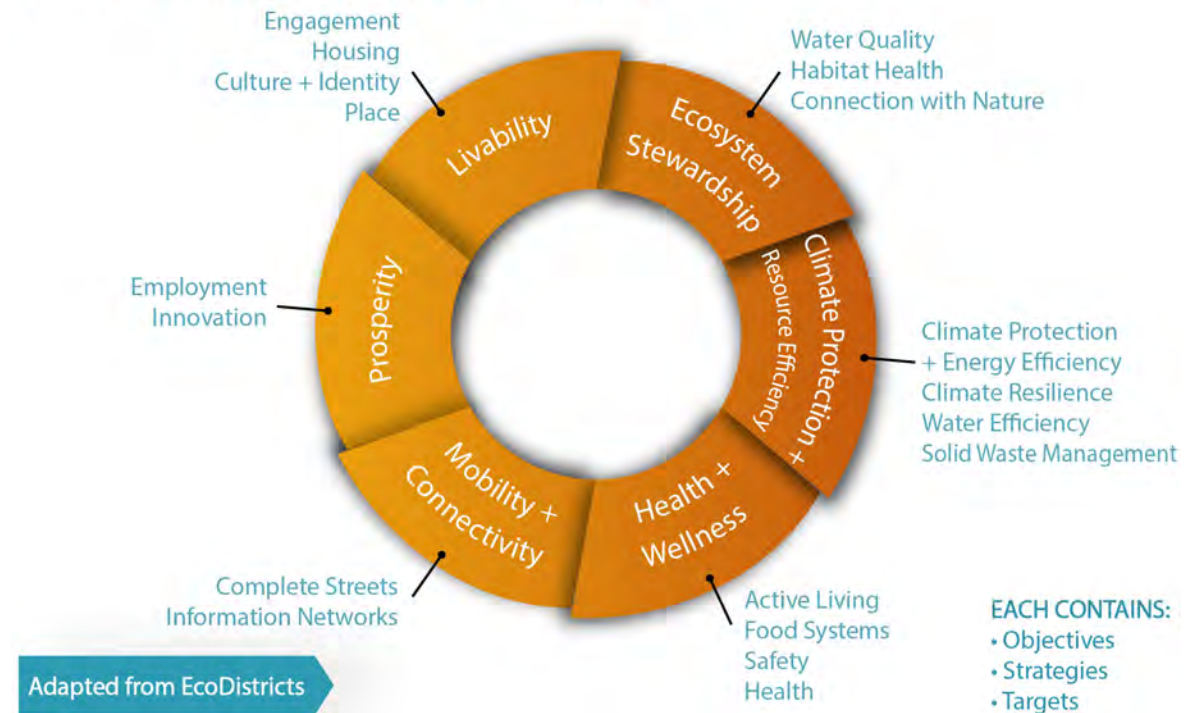 Engagement
Housing
Culture + Identity
Place
Livability
Water Quality
Habitat Health
Connection with Nature
Ecosystem
Stewardship
Climate Protection +
Resource Efficiency
Climate Protection
+ Energy Efficiency
Climate Resilience
Water Efficiency
Solid Waste Management
Employment
Innovation
Prosperity
Mobility +
Connectivity
Health +
Wellness
Complete Streets
Information Networks
Active Living
Food Systems
Safety
Health
EACH CONTAINS:
• Objectives
• Strategies
• Targets
Adapted from EcoDistricts